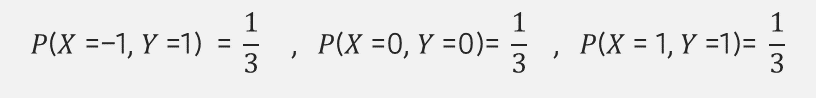 P(X =−1, Y =1) = 1/3 , P(X =0, Y =0)= 1/3 , P(X = 1, Y =1)= 1/3